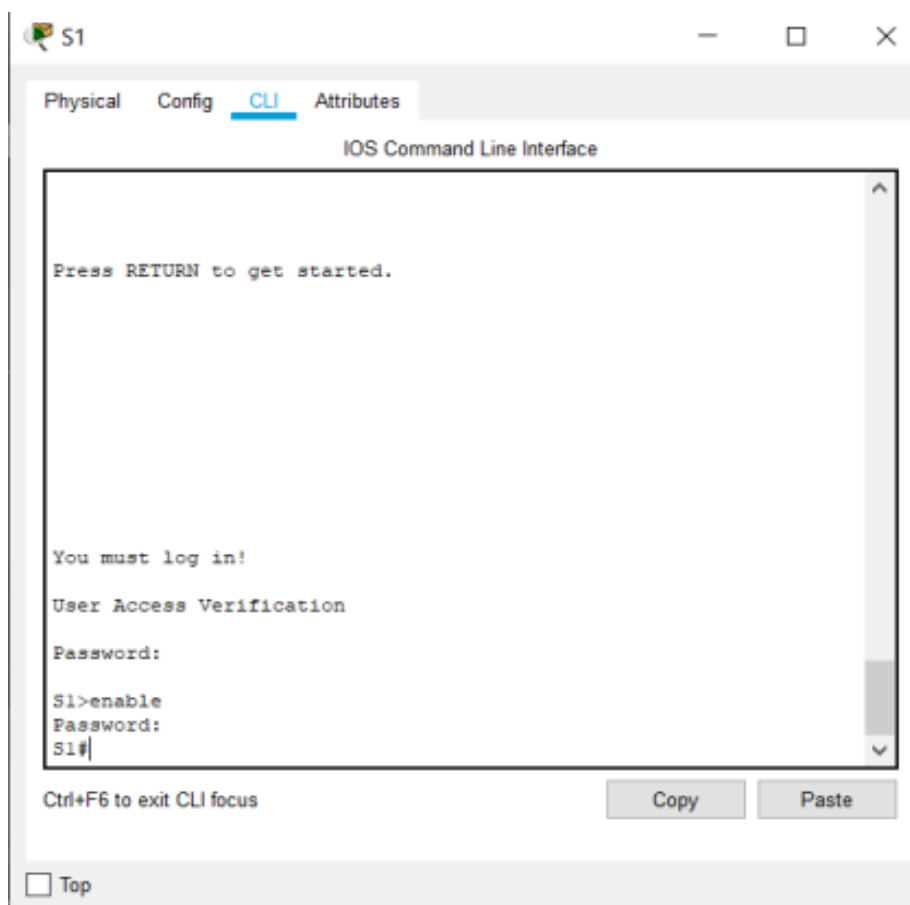 S1
Physical Config CLI Attributes
IOS Command Line Interface
Press RETURN to get started.
You must log in!
User Access Verification
Password:
S1>enable
Password:
S1#
Ctrl+F6 to exit CLI focus
Copy Paste
Top